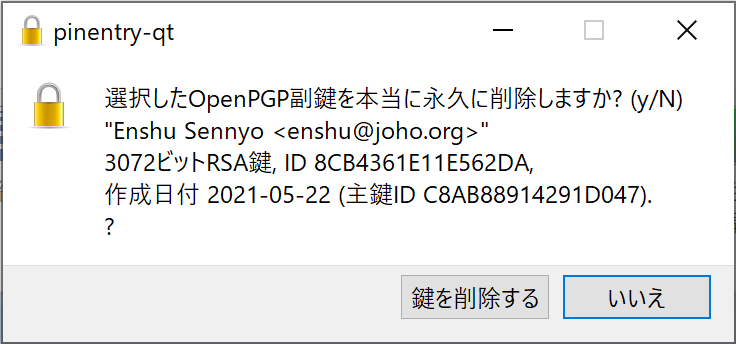 pinentry-qt
選択したOpenPGP副鍵を本当に永久に削除しますか? (y/N)
"Enshu Sennyo <enshu@joho.org>"
3072ビットRSA鍵, ID 8CB4361E11E562DA,
作成日付 2021-05-22 (主鍵ID C8AB88914291D047).
?
鍵を削除する
いいえ